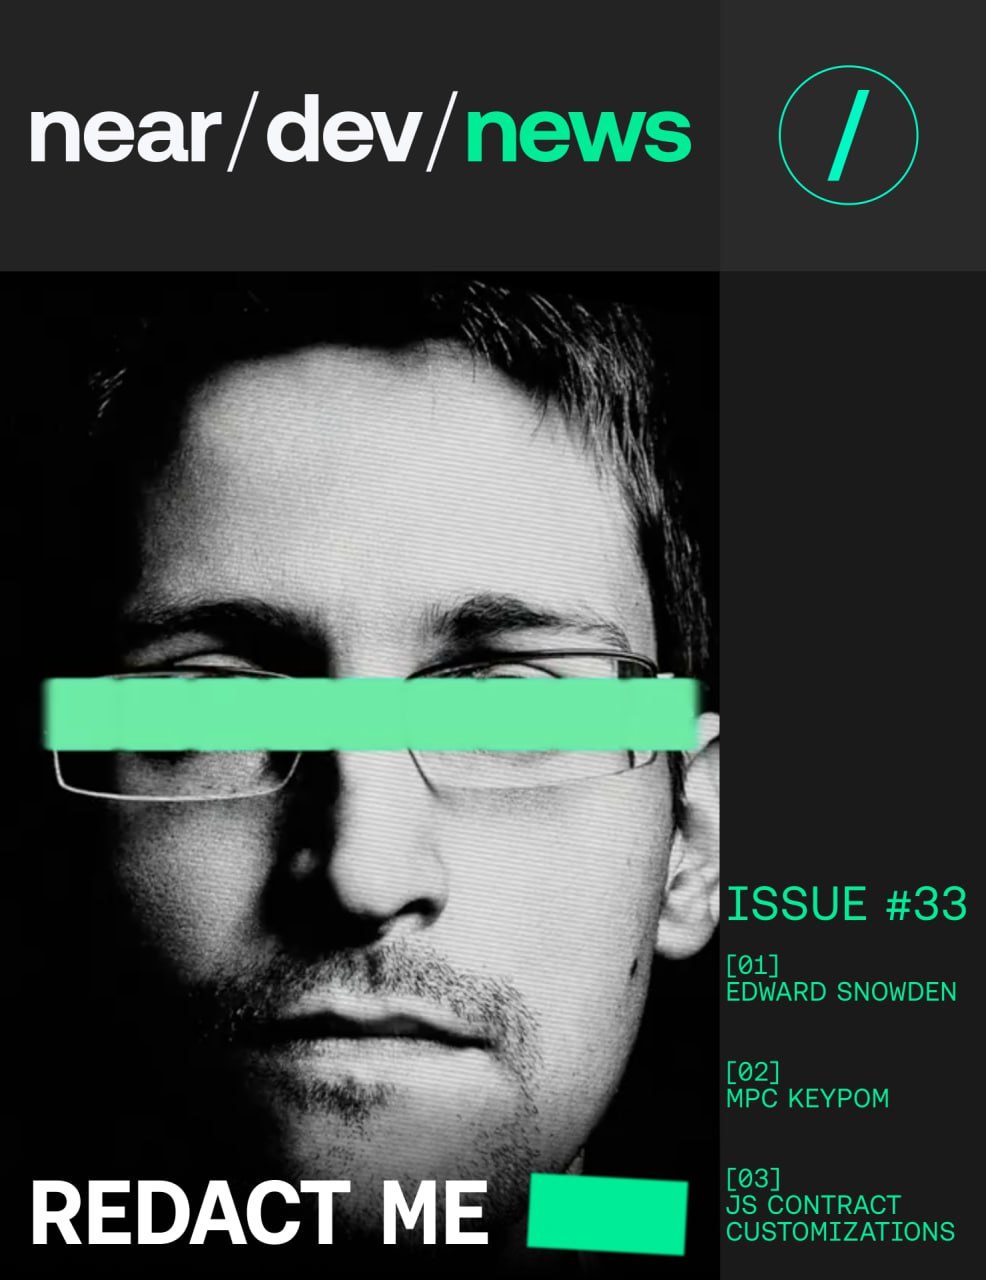 near/dev/news
/
ISSUE #33
[01]
EDWARD SNOWDEN
[02]
MPC KEYPOM
[03]
JS CONTRACT
CUSTOMIZATIONS
REDACT ME